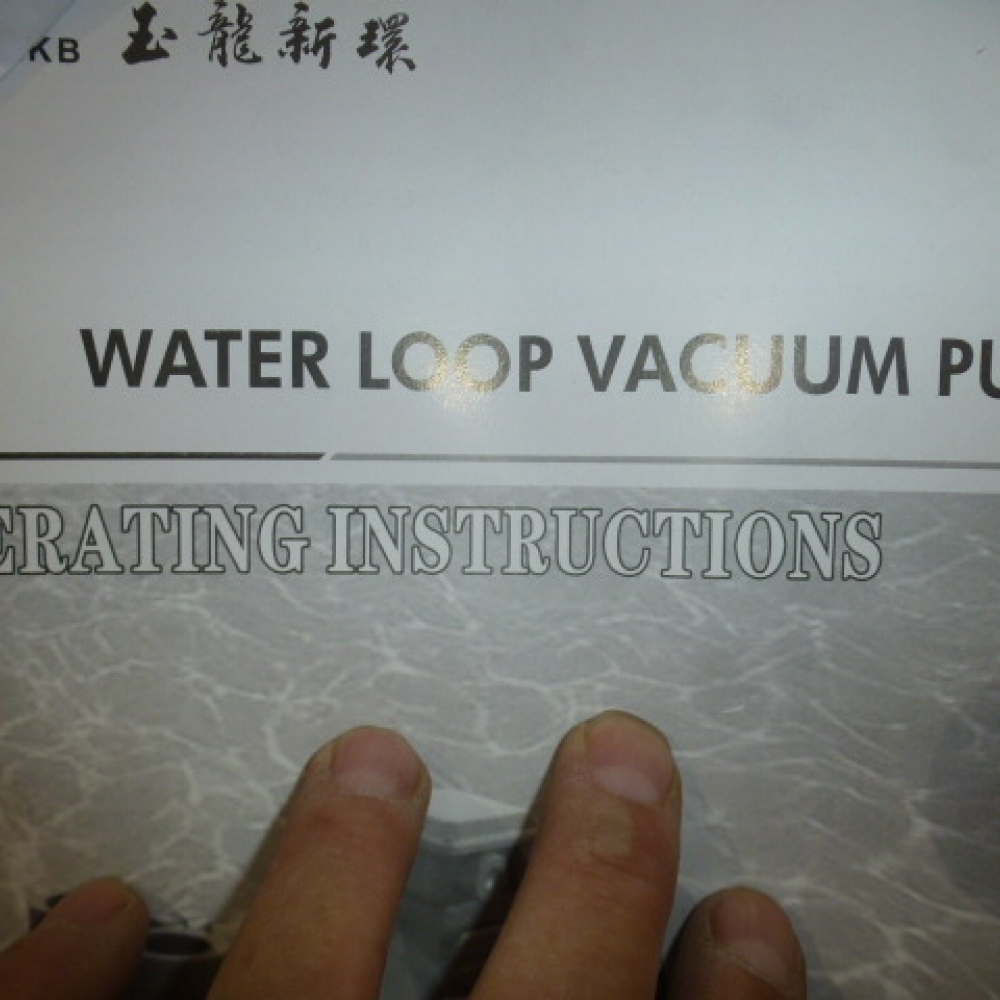 KB 玉龍新環
WATER LOOP VACUUM PU
ERATING INSTRUCTIONS